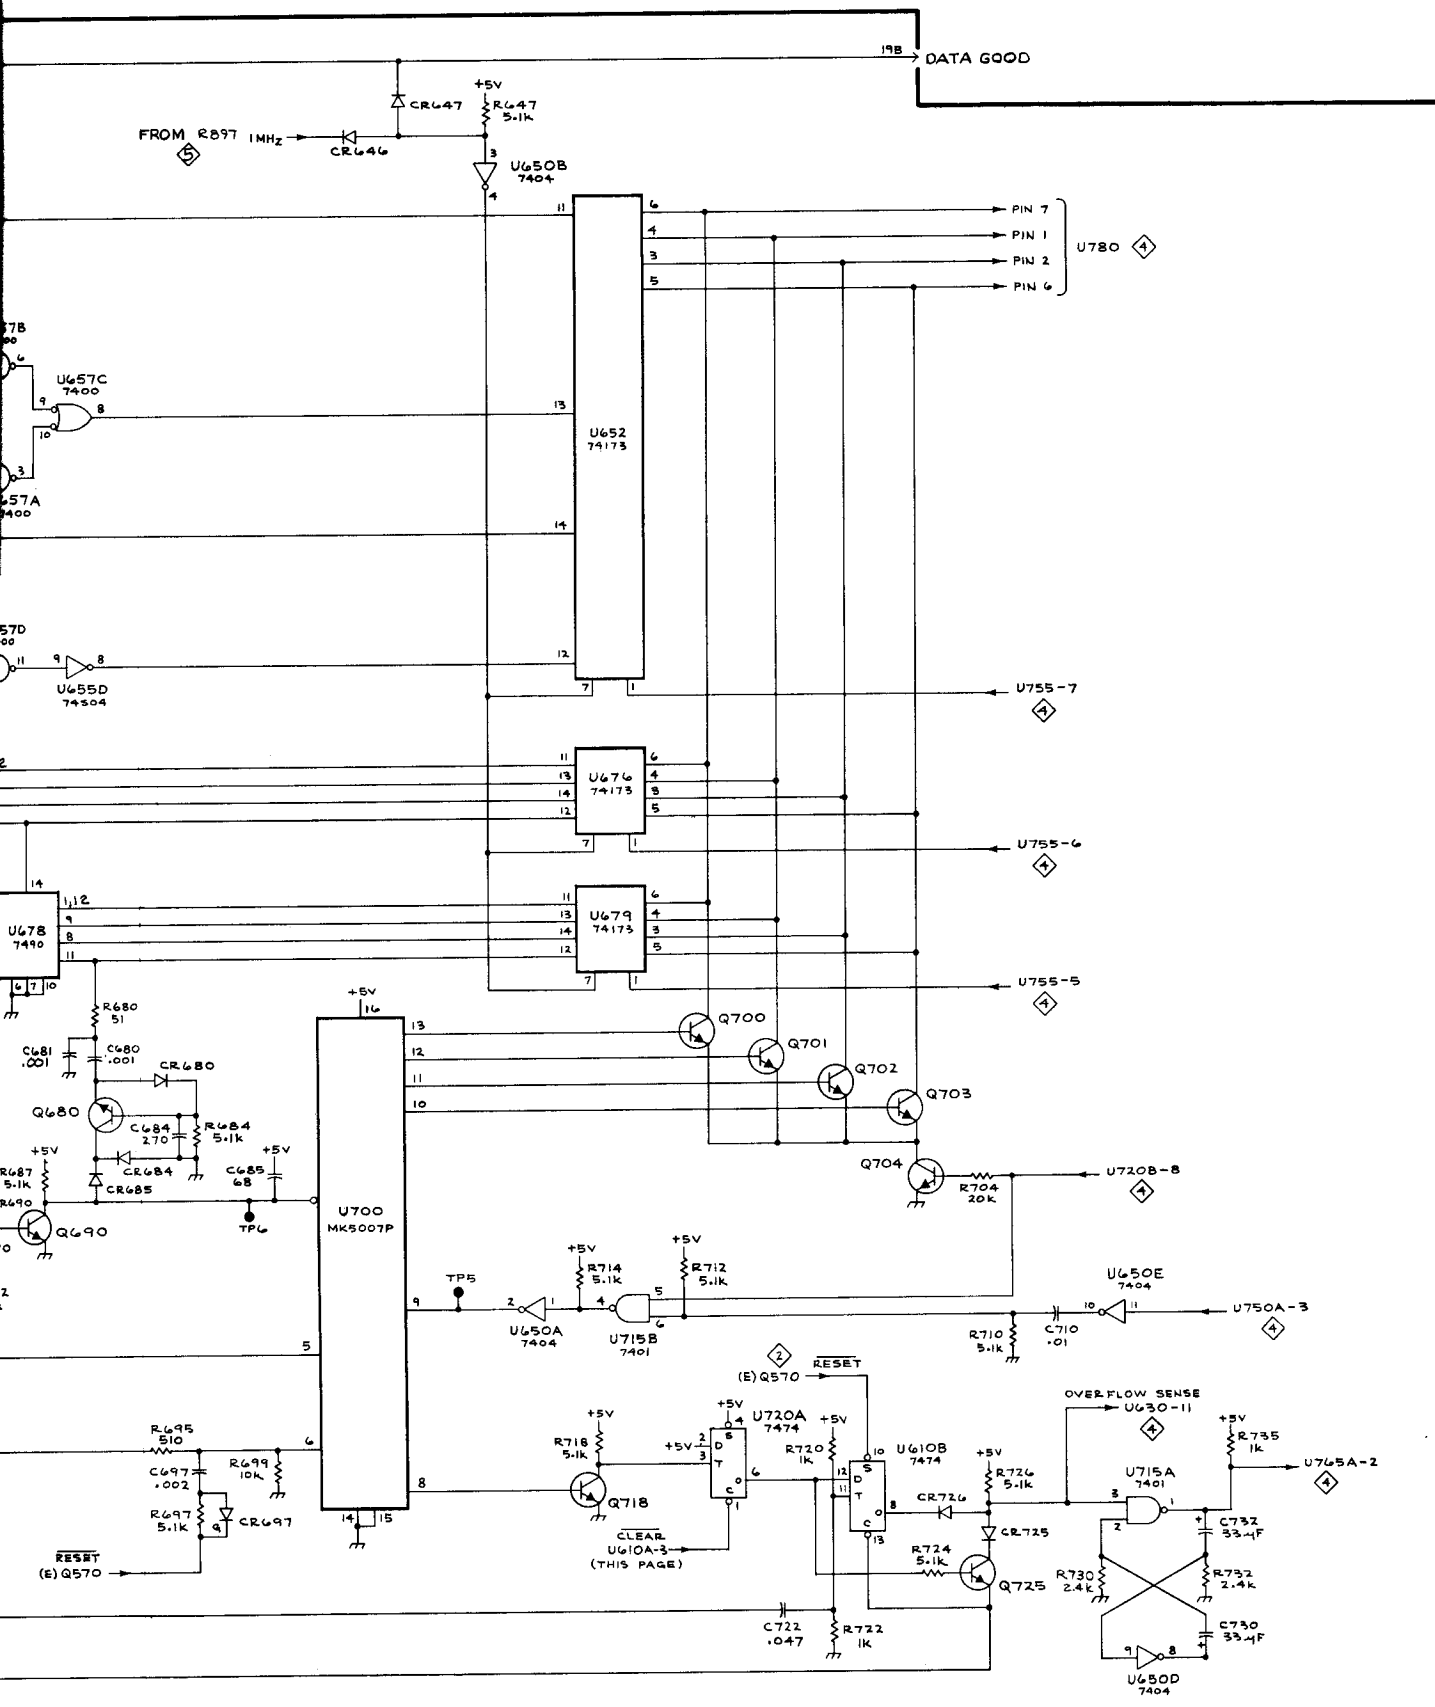 19B
DATA GOOD
+5V
CR647
R647
5.1K
FROM R897 1MHZ
5
CR646
3
U650B
7404
4
11
6
PIN 7
4
PIN 1
3
PIN 2
5
PIN 6
U780 4
57B
00
6
U657C
7400
9
8
10
13
U652
74173
3
657A
7400
14
57D
00
11
9
8
U655D
74S04
12
7
1
U755-7
4
2
11
6
13
U676
4
74173
14
3
12
5
7
1
U755-6
4
14
1,12
11
6
9
13
U679
4
U678
7490
8
14
74173
3
11
12
5
6 7 10
7
1
U755-5
4
R680
51
+5V
16
13
Q700
C681
.001
C680
.001
12
Q701
CR680
11
Q702
Q680
10
Q703
C684
270
R684
5.1K
+5V
R687
5.1K
CR684
C685
68
Q704
R704
20K
U720B-8
4
CR685
R690
U700
MK5007P
Q690
TP6
+5V
R714
5.1K
+5V
R712
5.1K
U650E
7404
TP5
9
2
1
4
5
6
10
11
U750A-3
4
U650A
7404
U715B
7401
R710
5.1K
C710
.01
5
2
RESET
(E)Q570
OVERFLOW SENSE
U630-11
4
R695
510
+5V
R718
5.1K
+5V
4
U720A
7474
+5V
R720
1K
10
U610B
7474
+5V
R726
5.1K
+5V
R735
1K
U765A-2
4
6
+5V
2
D
S
3
T
6
12
D
S
11
T
C697
.002
R699
10K
8
Q718
C
1
8
CR726
U715A
7401
3
1
2
R697
5.1K
CR697
14 15
C
13
CR725
C732
33µF
CLEAR
U610A-3
(THIS PAGE)
R724
5.1K
Q725
R730
2.4K
R732
2.4K
RESET
(E)Q570
C722
.047
R722
1K
C730
33µF
9
8
U650D
7404